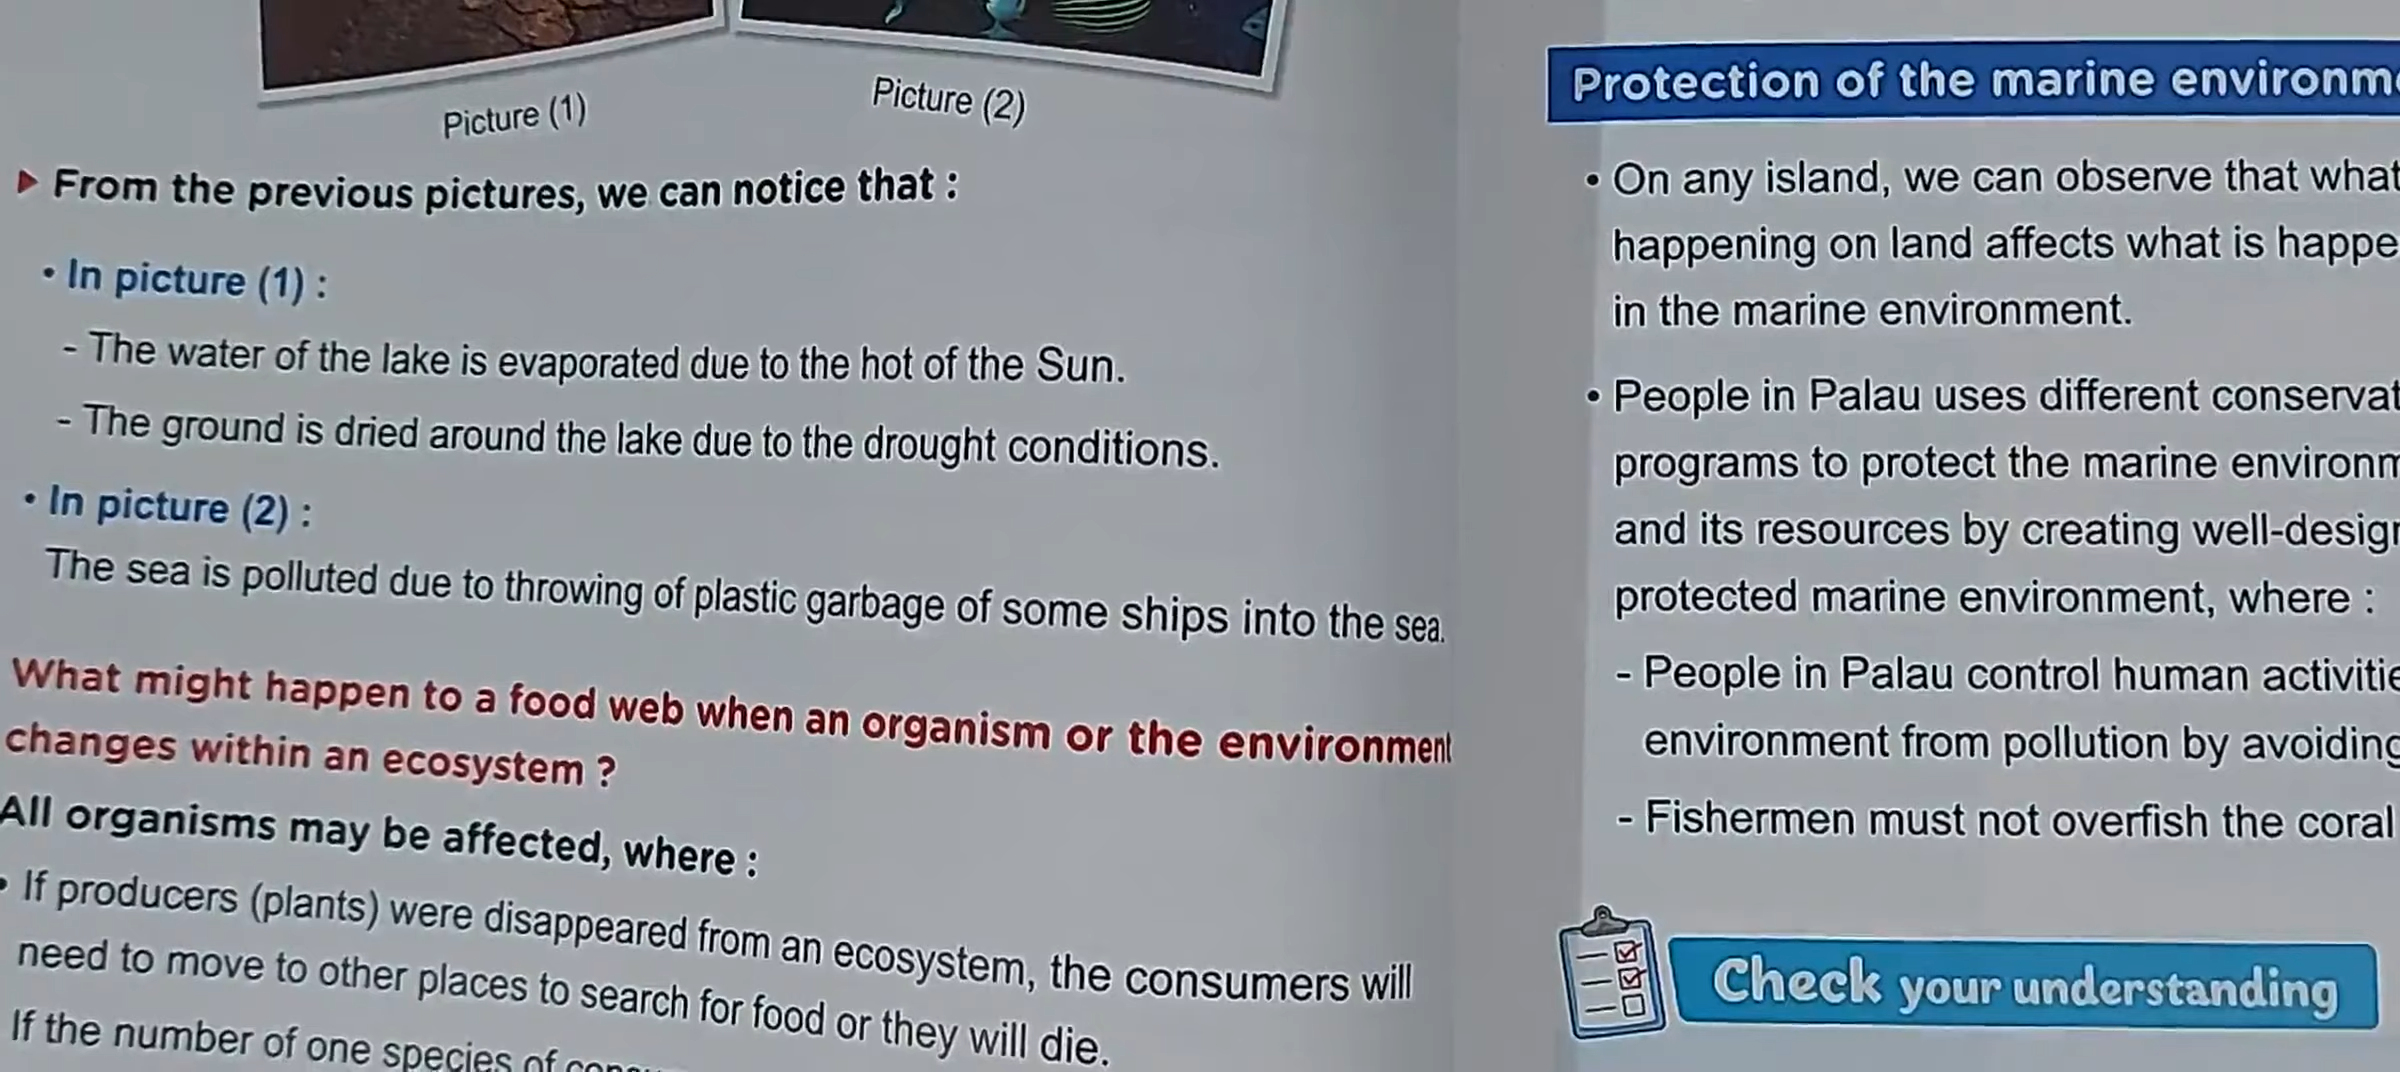 Picture (1)
Picture (2)
From the previous pictures, we can notice that :
• In picture (1) :
- The water of the lake is evaporated due to the hot of the Sun.
- The ground is dried around the lake due to the drought conditions.
• In picture (2) :
The sea is polluted due to throwing of plastic garbage of some ships into the sea.
What might happen to a food web when an organism or the environment
changes within an ecosystem ?
All organisms may be affected, where :
• If producers (plants) were disappeared from an ecosystem, the consumers will
need to move to other places to search for food or they will die.
If the number of one species of
Protection of the marine
• On any island, we can observe that what
happening on land affects what is
in the marine environment.
• People in Palau uses different
programs to protect the marine
and its resources by creating
protected marine environment, where :
- People in Palau control human
environment from pollution by avoiding
- Fishermen must not overfish the coral
Check your understanding